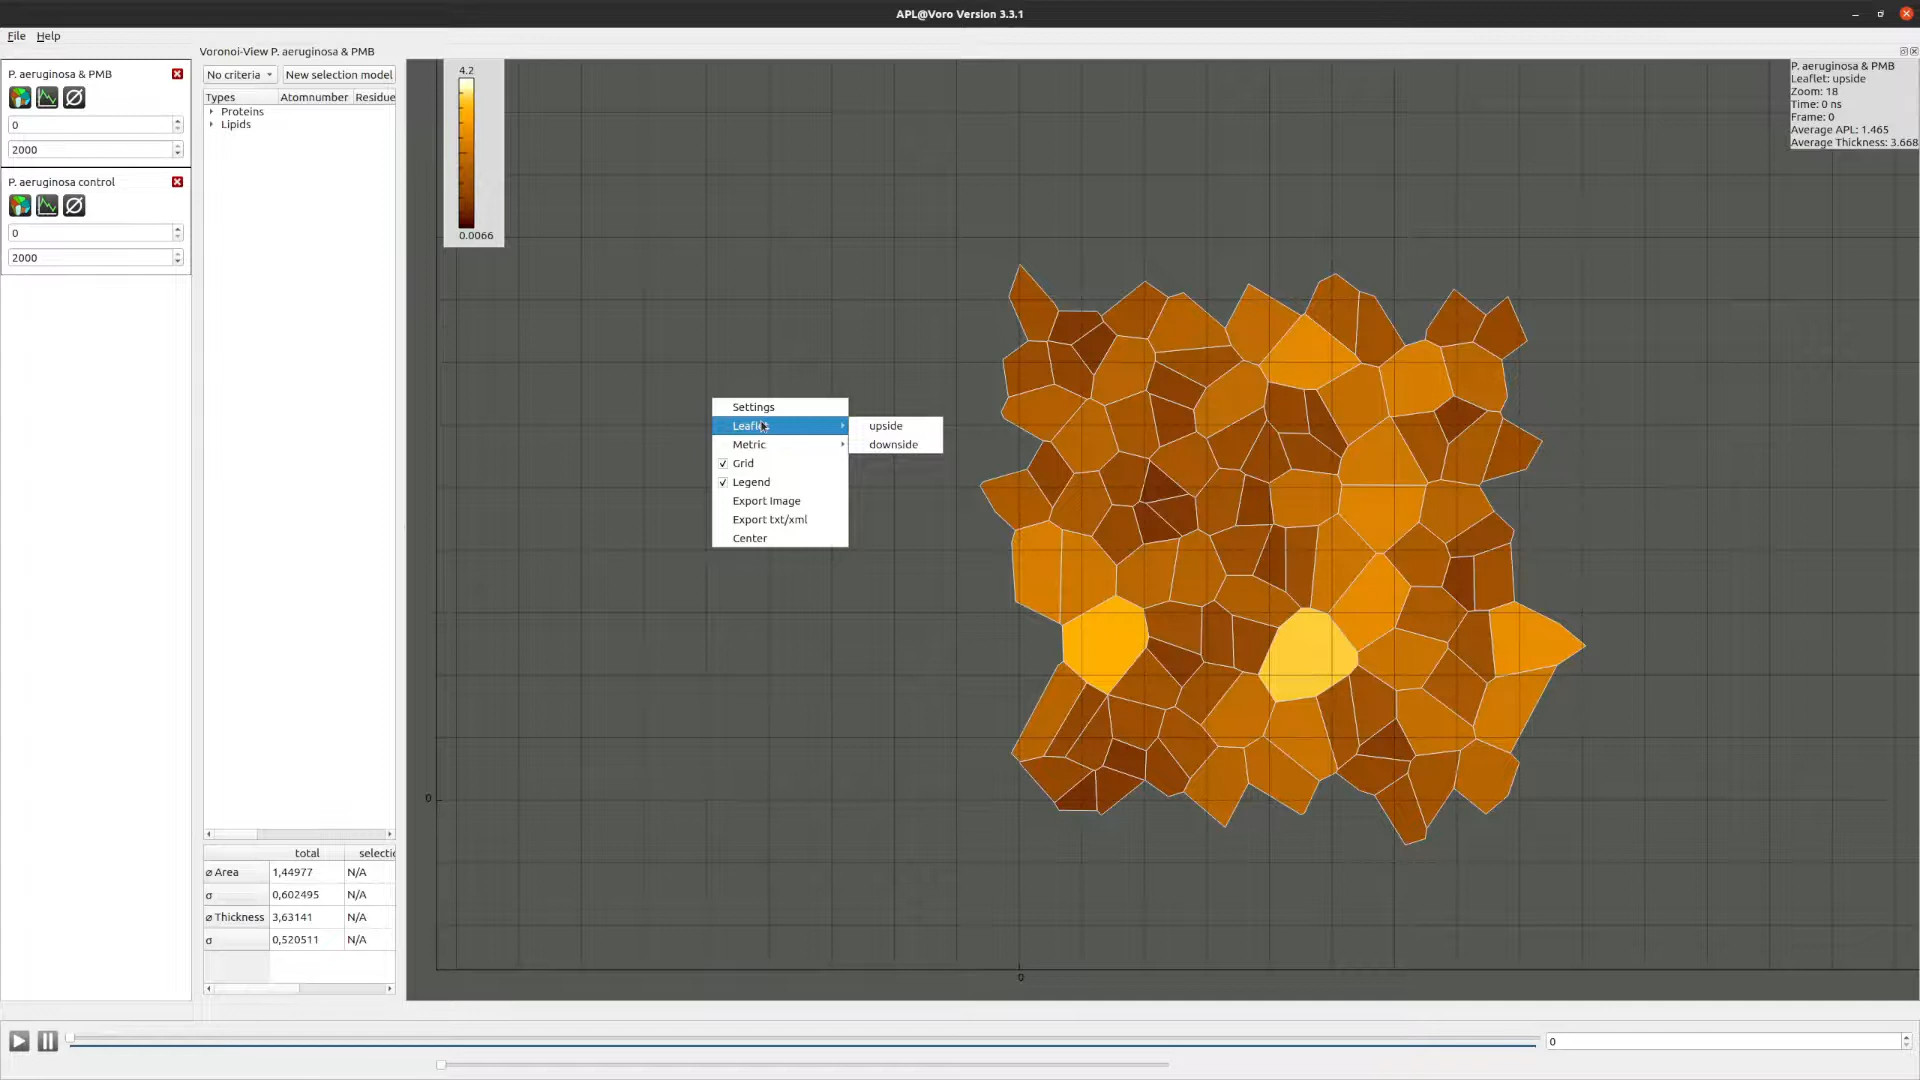 APL@Voro Version 3.3.1
File Help
Voronoi-View P. aeruginosa & PMB
P. aeruginosa & PMB
0
2000
P. aeruginosa control
0
2000
No criteria New selection model
Types Atomnumber Residue
Proteins
Lipids
4.2
0.0066
P. aeruginosa & PMB
Leaflet: upside
Zoom: 18
Time: 0 ns
Frame: 0
Average APL: 1.465
Average Thickness: 3.668
Settings
Metric
Grid
Legend
Export Image
Export txt/xml
Center
upside
downside
0
0
total selectio
⌀ Area 1,44977 N/A
σ 0,602495 N/A
⌀ Thickness 3,63141 N/A
σ 0,520511 N/A
0